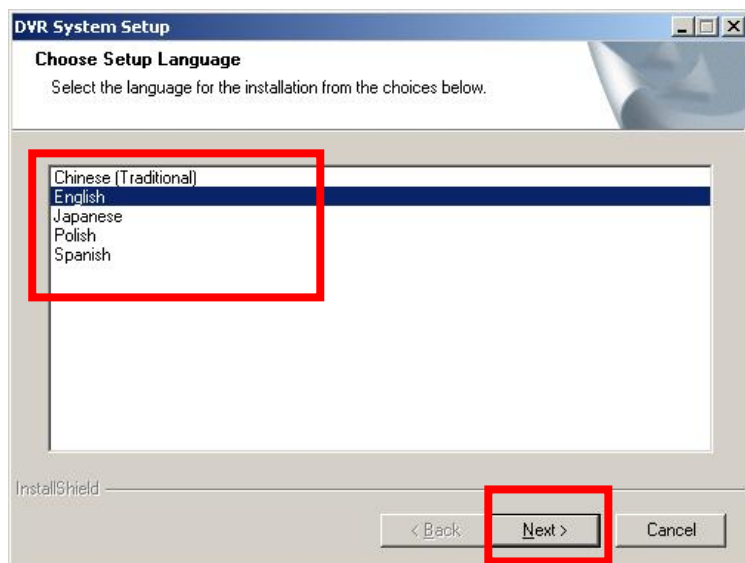 DVR System Setup
Choose Setup Language
Select the language for the installation from the choices below.
Chinese (Traditional)
English
Japanese
Polish
Spanish
InstallShield
< Back
Next >
Cancel